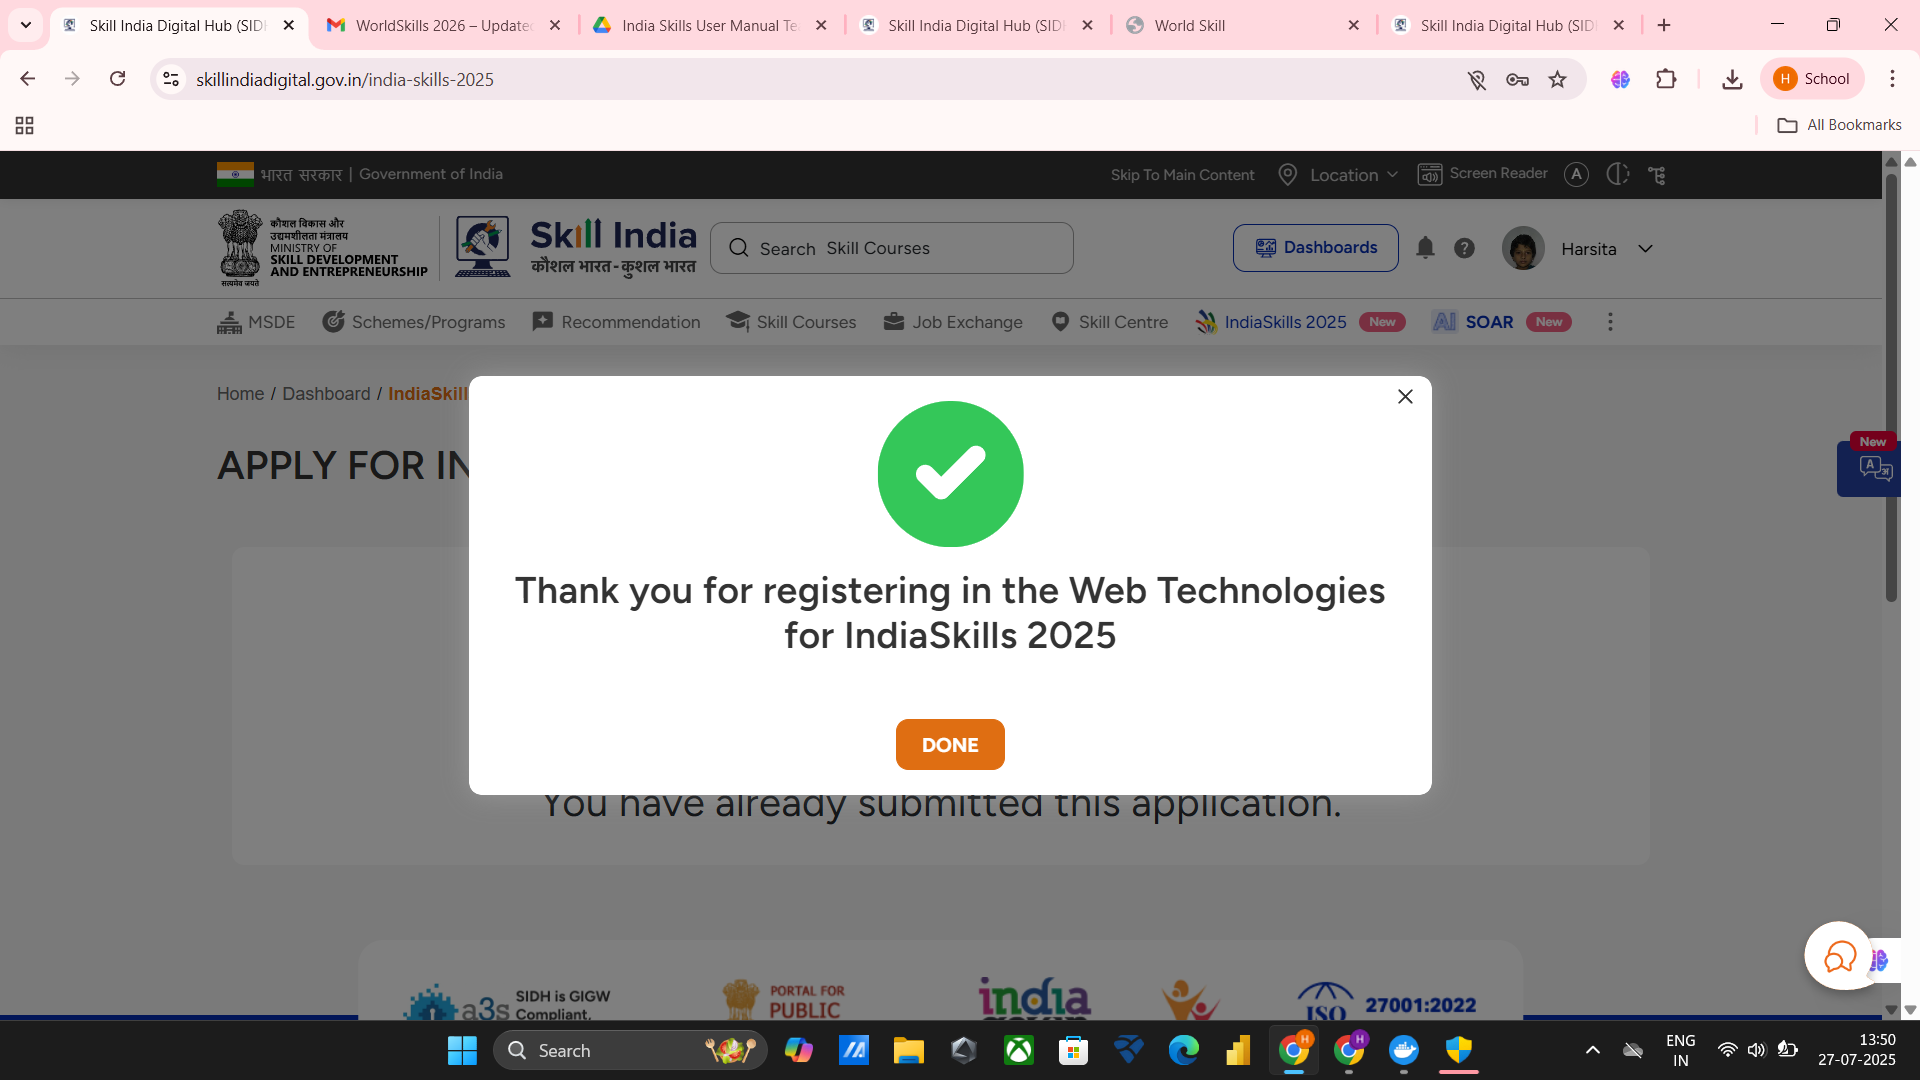 Skill India Digital Hub (SID
WorldSkills 2026 – Update
India Skills User Manual Te
Skill India Digital Hub (SID
World Skill
Skill India Digital Hub (SID
skillindiadigital.gov.in/india-skills-2025
H
School
All Bookmarks
भारत सरकार | Government of India
Skip To Main Content
Location
Screen Reader
A
कौशल विकास और
उद्यमशीलता मंत्रालय
MINISTRY OF
SKILL DEVELOPMENT
AND ENTREPRENEURSHIP
सत्यमेव जयते
Skill India
कौशल भारत-कुशल भारत
Search Skill Courses
Dashboards
Harsita
MSDE
Schemes/Programs
Recommendation
Skill Courses
Job Exchange
Skill Centre
IndiaSkills 2025 New
AI SOAR New
Home / Dashboard / IndiaSkill
APPLY FOR IN
New
A अ
Thank you for registering in the Web Technologies
for IndiaSkills 2025
DONE
You have already submitted this application.
a3s
SIDH is GIGW
Compliant,
PORTAL FOR
PUBLIC
india
ISO
27001:2022
Search
H
H
ENG
IN
13:50
27-07-2025